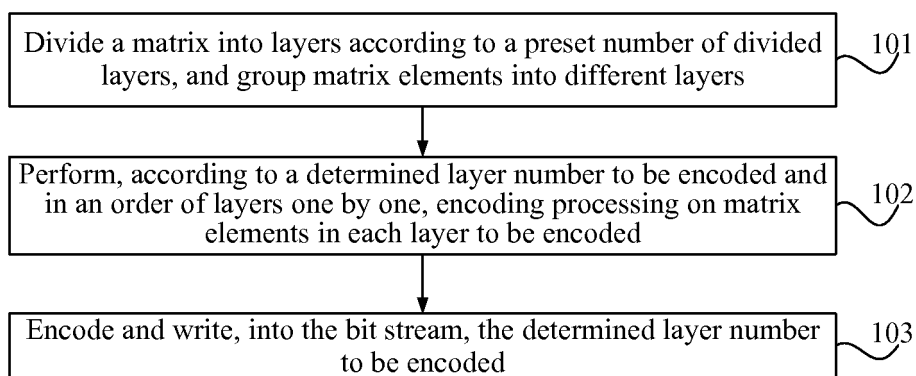 Divide a matrix into layers according to a preset number of divided
layers, and group matrix elements into different layers
101
Perform, according to a determined layer number to be encoded and
in an order of layers one by one, encoding processing on matrix
elements in each layer to be encoded
102
Encode and write, into the bit stream, the determined layer number
to be encoded
103